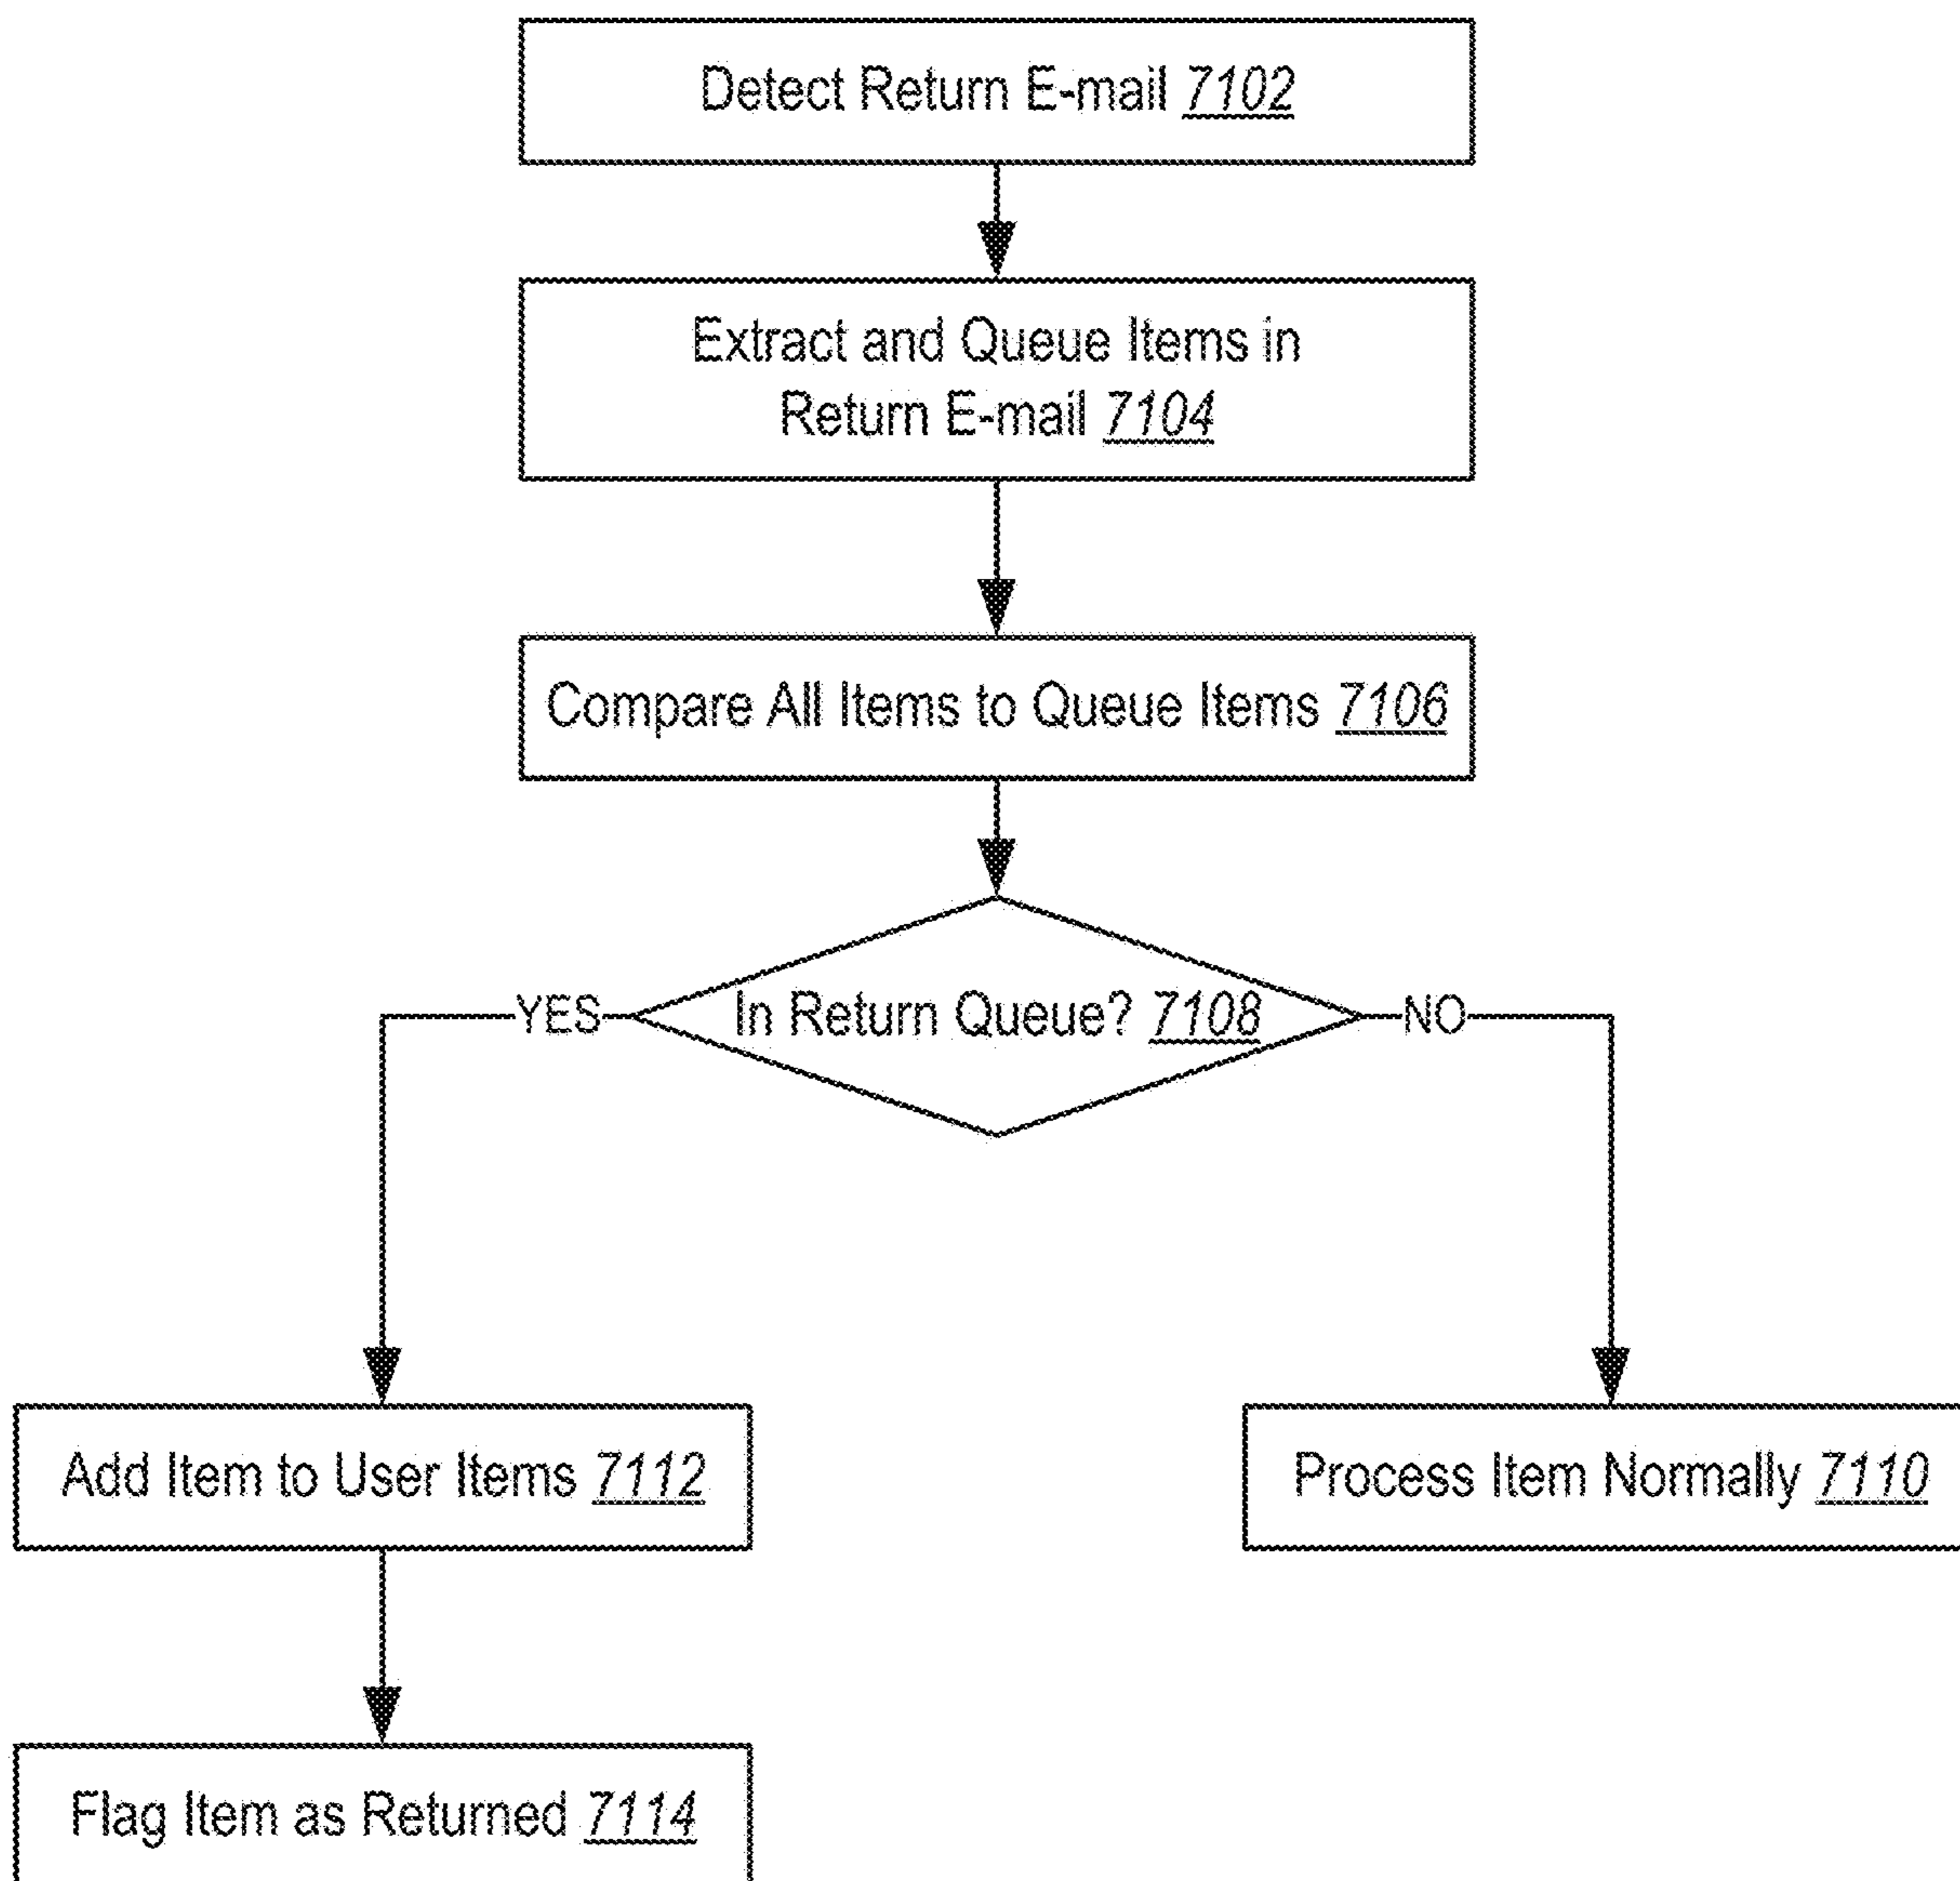 Detect Return E-mail 7102
Extract and Queue Items in
Return E-mail 7104
Compare All Items to Queue Items 7106
In Return Queue? 7108
YES
NO
Add Item to User Items 7112
Process Item Normally 7110
Flag Item as Returned 7114